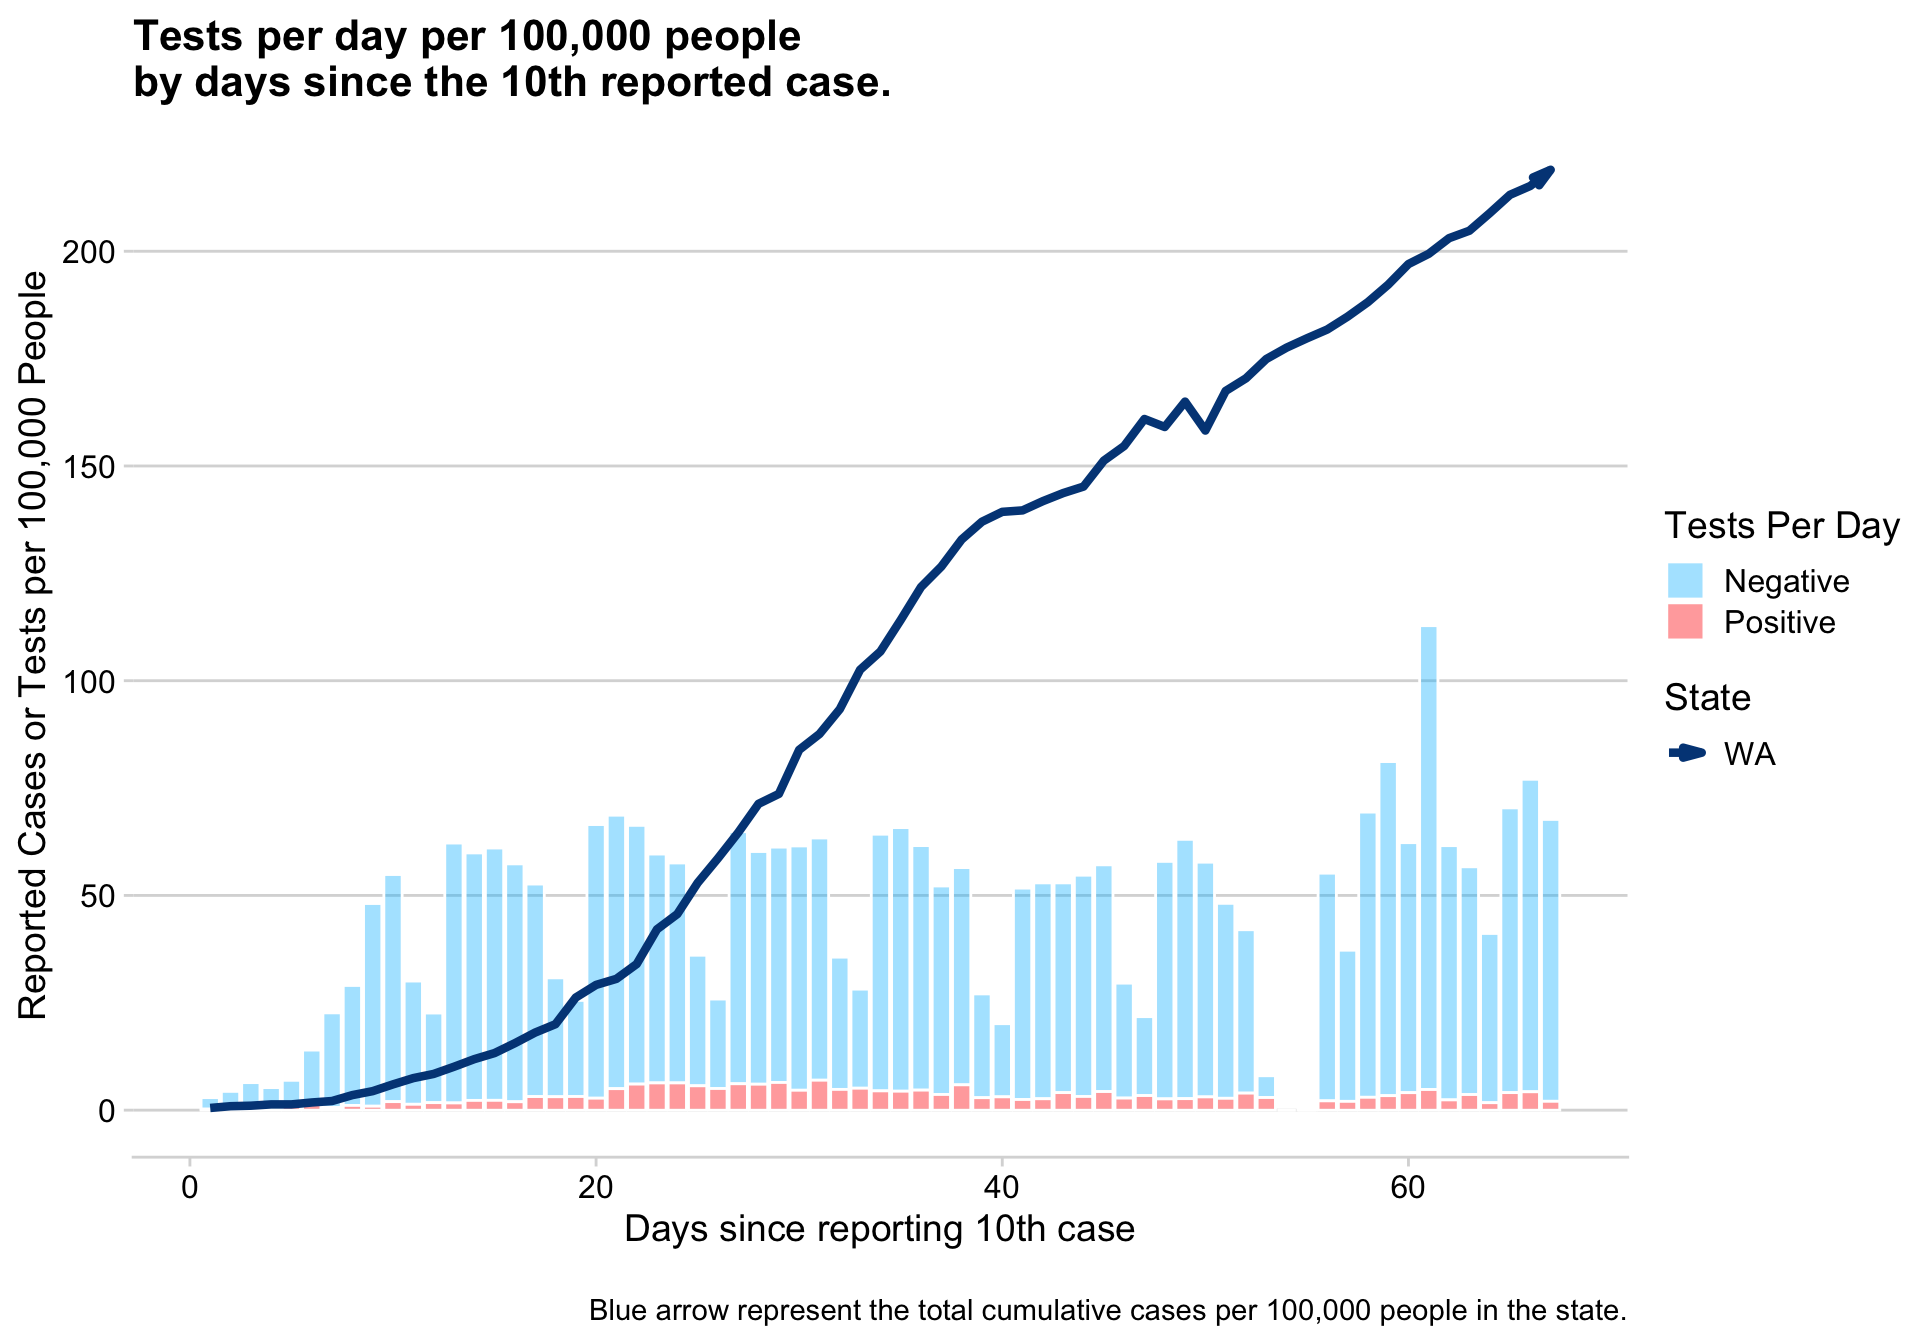 Tests per day per 100,000 people
by days since the 10th reported case.
Reported Cases or Tests per 100,000 People
200
150
100
50
0
0
20
40
60
Days since reporting 10th case
Tests Per Day
Negative
Positive
State
WA
Blue arrow represent the total cumulative cases per 100,000 people in the state.